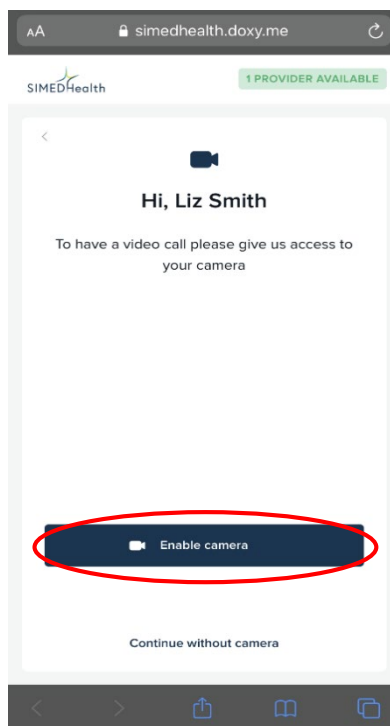 AA simedhealth.doxy.me
SIMEDHealth
1 PROVIDER AVAILABLE
Hi, Liz Smith
To have a video call please give us access to
your camera
Enable camera
Continue without camera